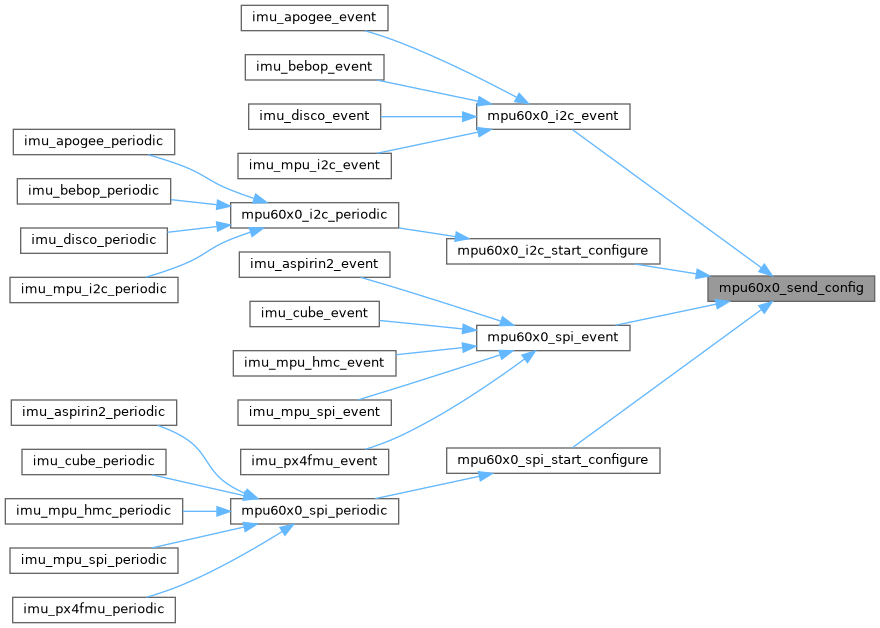 imu_apogee_event
imu_bebop_event
imu_disco_event
mpu60x0_i2c_event
imu_apogee_periodic
imu_mpu_i2c_event
imu_bebop_periodic
mpu60x0_i2c_periodic
imu_disco_periodic
mpu60x0_i2c_start_configure
imu_aspirin2_event
imu_mpu_i2c_periodic
mpu60x0_send_config
imu_cube_event
mpu60x0_spi_event
imu_mpu_hmc_event
imu_aspirin2_periodic
imu_mpu_spi_event
imu_cube_periodic
imu_px4fmu_event
mpu60x0_spi_start_configure
imu_mpu_hmc_periodic
mpu60x0_spi_periodic
imu_mpu_spi_periodic
imu_px4fmu_periodic